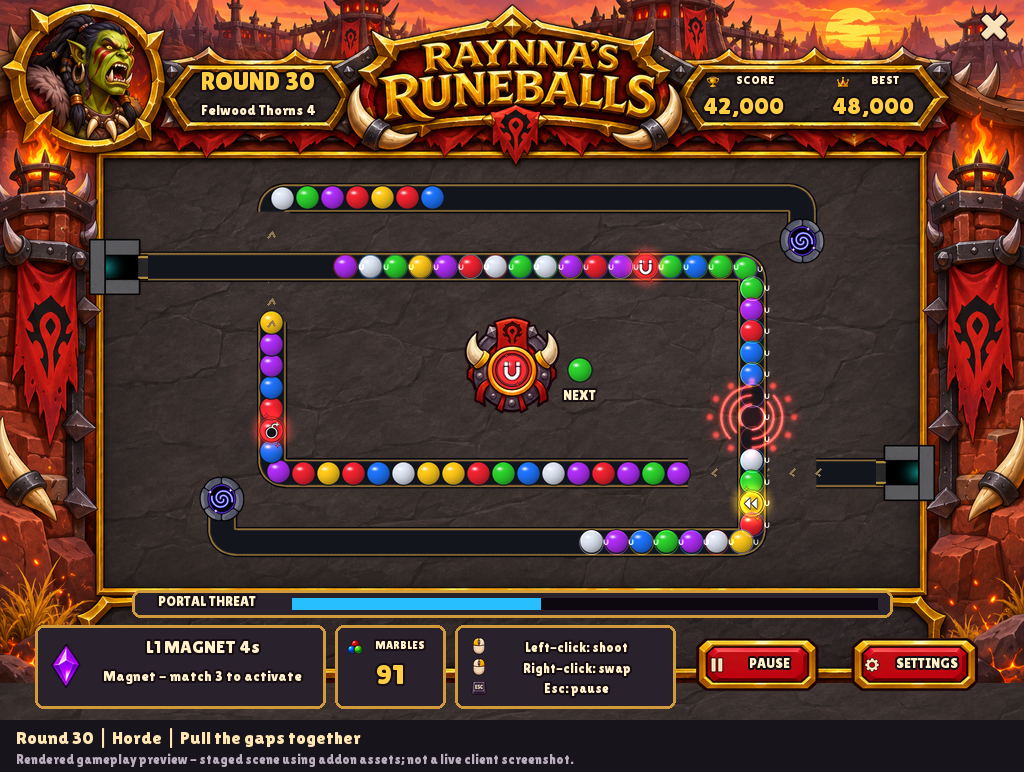 RAYNNA'S
RUNEBALLS
ROUND 30
Felwood Thorns 4
SCORE
BEST
42,000
48,000
NEXT
PORTAL THREAT
L1 MAGNET 4s
Magnet - match 3 to activate
MARBLES
91
Left-click: shoot
Right-click: swap
ESC
Esc: pause
PAUSE
SETTINGS
Round 30 | Horde | Pull the gaps together
Rendered gameplay preview - staged scene using addon assets; not a live client screenshot.